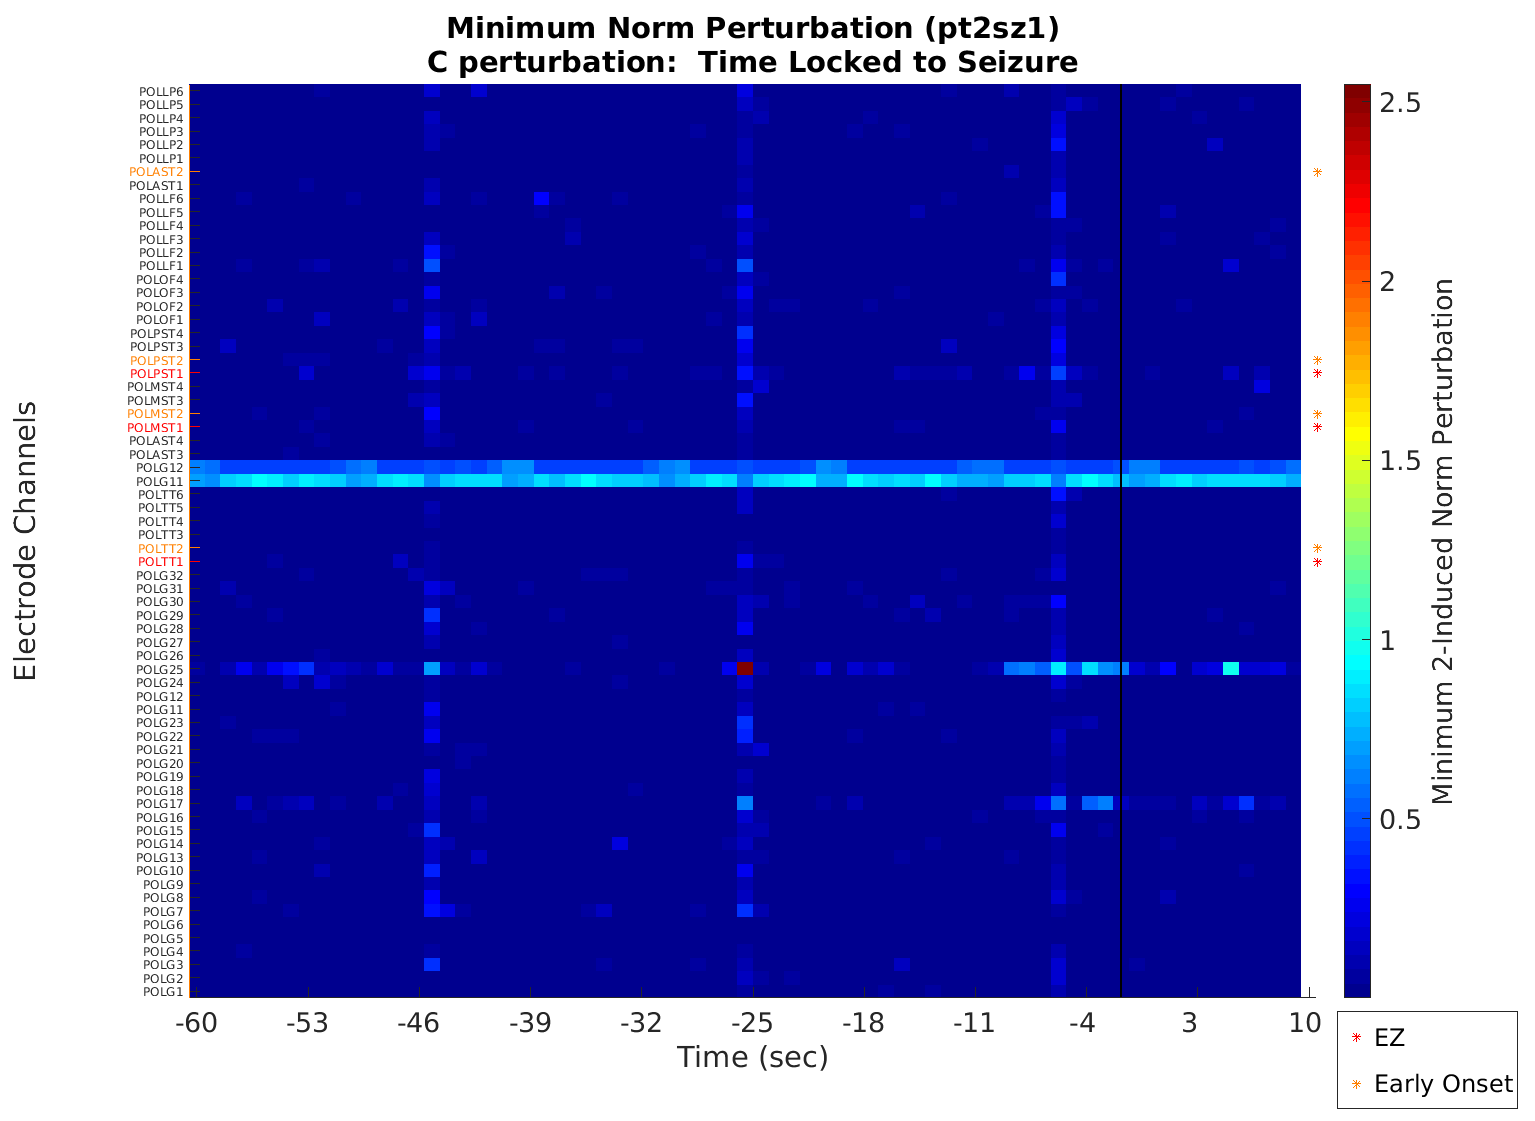 Minimum Norm Perturbation (pt2sz1)
C perturbation:  Time Locked to Seizure
Electrode Channels
POLLP6
POLLP5
POLLP4
POLLP3
POLLP2
POLLP1
POLAST2
POLAST1
POLLF6
POLLF5
POLLF4
POLLF3
POLLF2
POLLF1
POLOF4
POLOF3
POLOF2
POLOF1
POLPST4
POLPST3
POLPST2
POLPST1
POLMST4
POLMST3
POLMST2
POLMST1
POLAST4
POLAST3
POLG12
POLG11
POLTT6
POLTT5
POLTT4
POLTT3
POLTT2
POLTT1
POLG32
POLG31
POLG30
POLG29
POLG28
POLG27
POLG26
POLG25
POLG24
POLG12
POLG11
POLG23
POLG22
POLG21
POLG20
POLG19
POLG18
POLG17
POLG16
POLG15
POLG14
POLG13
POLG10
POLG9
POLG8
POLG7
POLG6
POLG5
POLG4
POLG3
POLG2
POLG1
-60 -53 -46 -39 -32 -25 -18 -11 -4 3 10
Time (sec)
2.5
2
1.5
1
0.5
Minimum 2-Induced Norm Perturbation
EZ
Early Onset